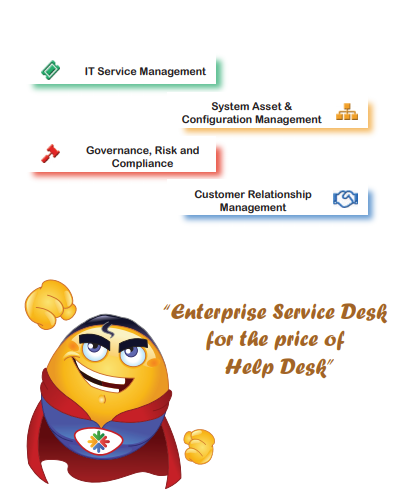 IT Service Management
System Asset &
Configuration Management
Governance, Risk and
Compliance
Customer Relationship
Management
“Enterprise Service Desk
for the price of
Help Desk”